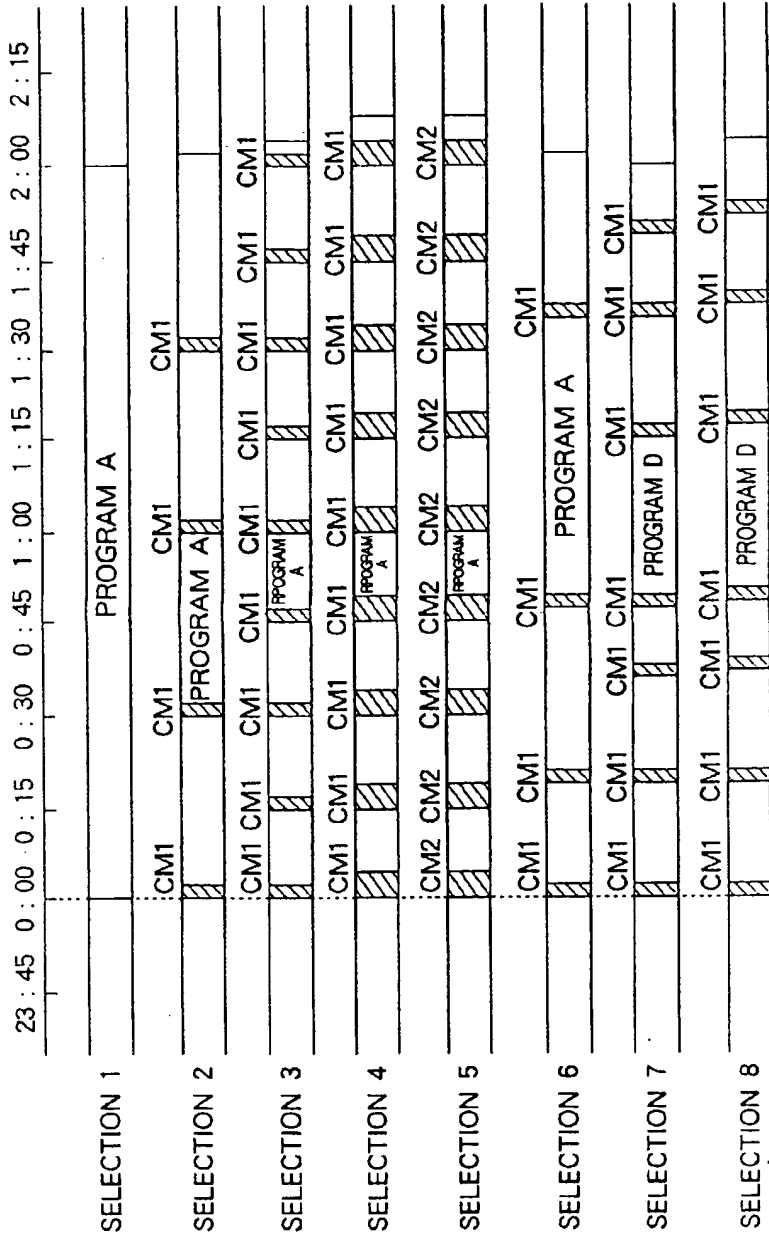 23:45 0:00 0:15 0:30 0:45 1:00 1:15 1:30 1:45 2:00 2:15
SELECTION 1 PROGRAM A
CM1 CM1 CM1 CM1
SELECTION 2 PROGRAM A
CM1 CM1 CM1 CM1 CM1 CM1 CM1 CM1 CM1
SELECTION 3 RPOGRAM
A
CM1 CM1 CM1 CM1 CM1 CM1 CM1 CM1 CM1
SELECTION 4 RPOGRAM
A
CM2 CM2 CM2 CM2 CM2 CM2 CM2 CM2 CM2
SELECTION 5 RPOGRAM
A
CM1 CM1 CM1 CM1
SELECTION 6 PROGRAM A
CM1 CM1 CM1 CM1 CM1 CM1 CM1
SELECTION 7 PROGRAM D
CM1 CM1 CM1 CM1 CM1 CM1 CM1
SELECTION 8 PROGRAM D